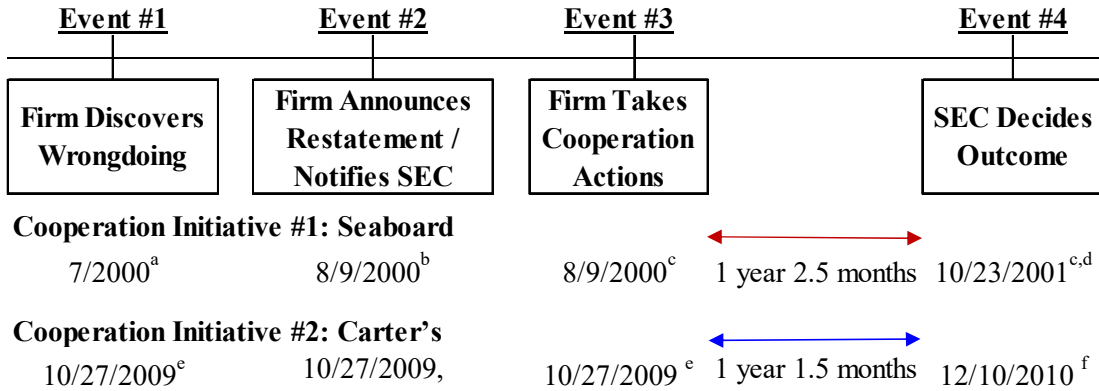 Event #1 Event #2 Event #3 Event #4
Firm Discovers Wrongdoing
Firm Announces Restatement / Notifies SEC
Firm Takes Cooperation Actions
SEC Decides Outcome
Cooperation Initiative #1: Seaboard
7/2000a 8/9/2000b 8/9/2000c 1 year 2.5 months 10/23/2001c,d
Cooperation Initiative #2: Carter's
10/27/2009e 10/27/2009, 10/27/2009 e 1 year 1.5 months 12/10/2010 f